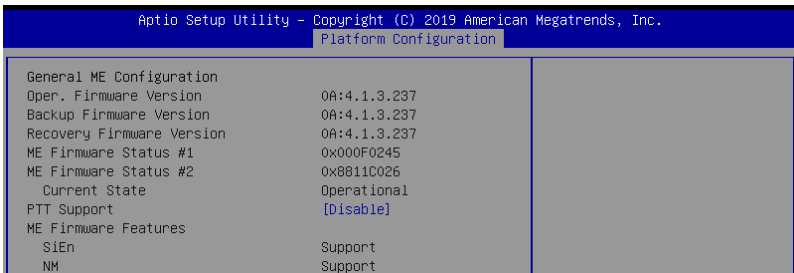 Aptio Setup Utility – Copyright (C) 2019 American Megatrends, Inc.
Platform Configuration
General ME Configuration
Oper. Firmware Version 0A:4.1.3.237
Backup Firmware Version 0A:4.1.3.237
Recovery Firmware Version 0A:4.1.3.237
ME Firmware Status #1 0x000F0245
ME Firmware Status #2 0x8811C026
Current State Operational
PTT Support [Disable]
ME Firmware Features
SiEn Support
NM Support